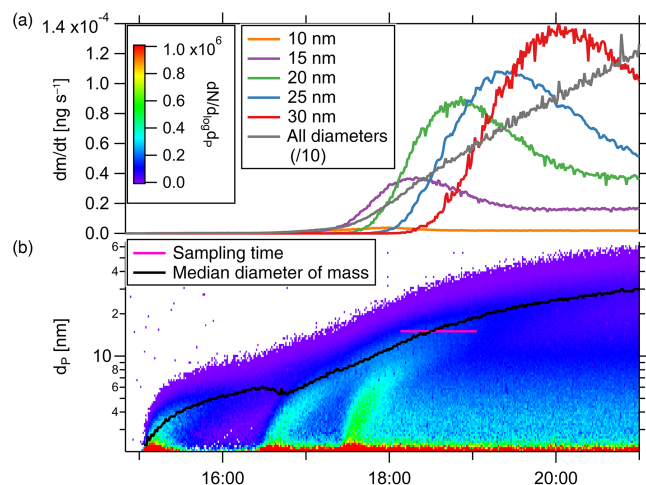 (a)
1.4 x10⁻⁴
1.2
1.0
0.8
0.6
0.4
0.2
0.0
dm/dt [ng s⁻¹]
1.0 x10⁶
0.8
0.6
0.4
0.2
0.0
dN/dlogdP
10 nm
15 nm
20 nm
25 nm
30 nm
All diameters
(/10)
(b)
Sampling time
Median diameter of mass
6
4
2
10
8
6
4
dP [nm]
16:00
18:00
20:00